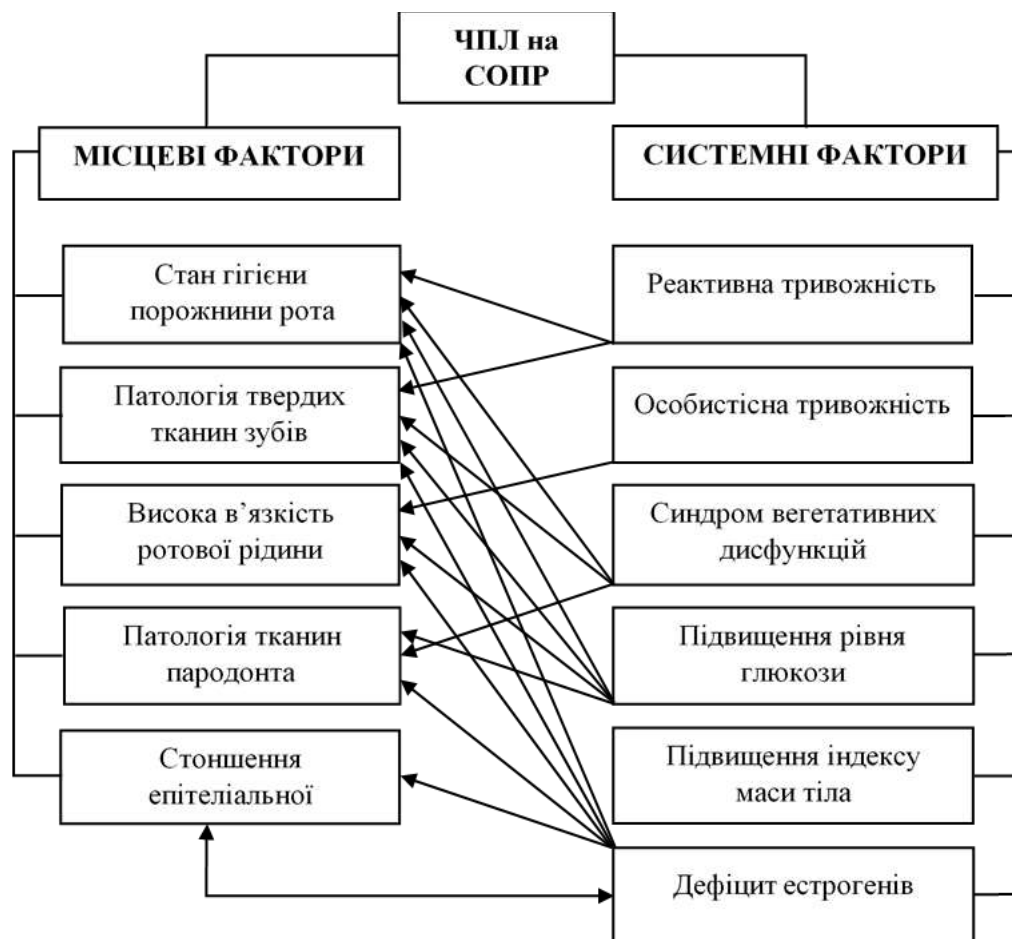 ЧПЛ на
СОПР
МІСЦЕВІ ФАКТОРИ
СИСТЕМНІ ФАКТОРИ
Стан гігієни
порожнини рота
Патологія твердих
тканин зубів
Висока в’язкість
ротової рідини
Патологія тканин
пародонта
Стоншення
епітеліальної
Реактивна тривожність
Особистісна тривожність
Синдром вегетативних
дисфункцій
Підвищення рівня
глюкози
Підвищення індексу
маси тіла
Дефіцит естрогенів